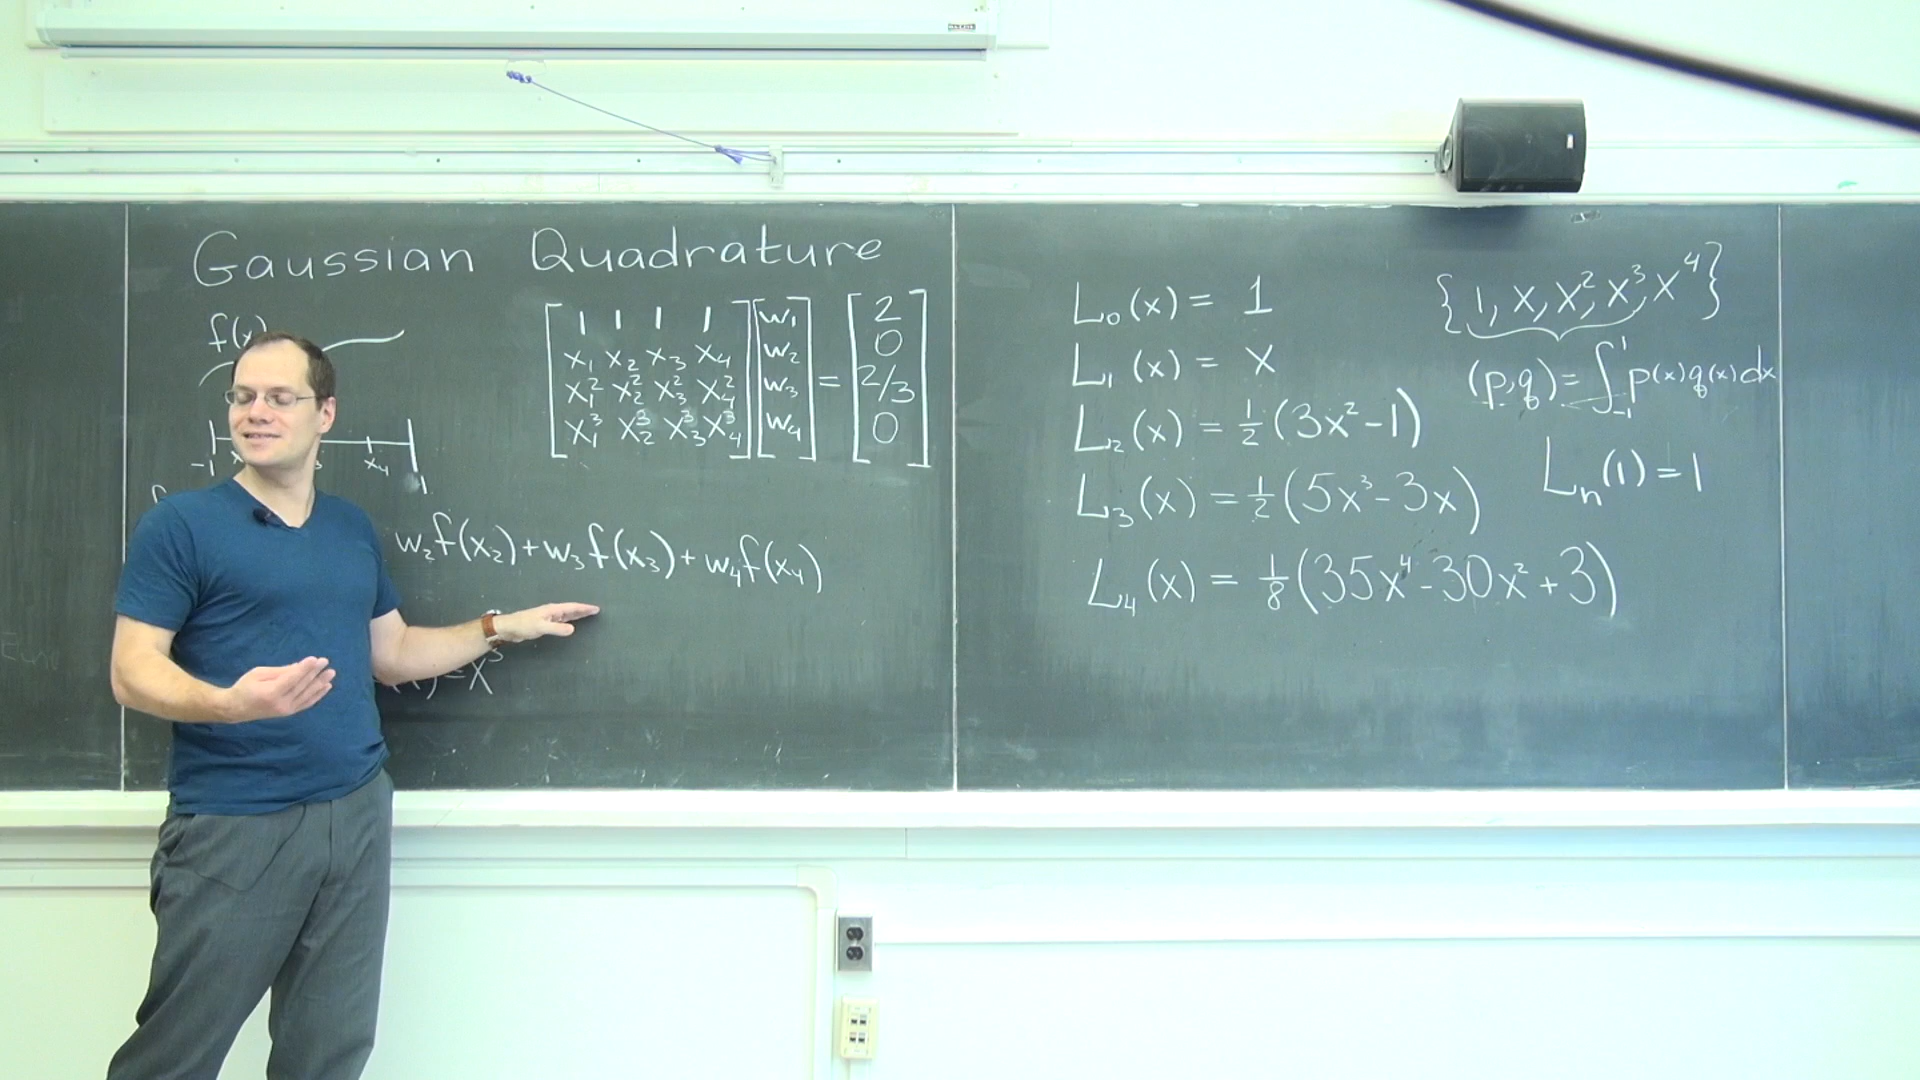 Gaussian Quadrature
f(x)
-1 x₄ 1
[1 1 1 1; x₁ x₂ x₃ x₄; x₁² x₂² x₃² x₄²; x₁³ x₂³ x₃³ x₄³] [w₁; w₂; w₃; w₄] = [2; 0; 2/3; 0]
w₂f(x₂)+w₃f(x₃)+w₄f(x₄)
)=x³
L₀(x) = 1
L₁(x) = x
L₂(x) = ½(3x²-1)
L₃(x) = ½(5x³-3x)
L₄(x) = ⅛(35x⁴-30x²+3)
{1, x, x², x³, x⁴}
(p,q) = ∫₋₁¹ p(x)q(x)dx
Lₙ(1) = 1